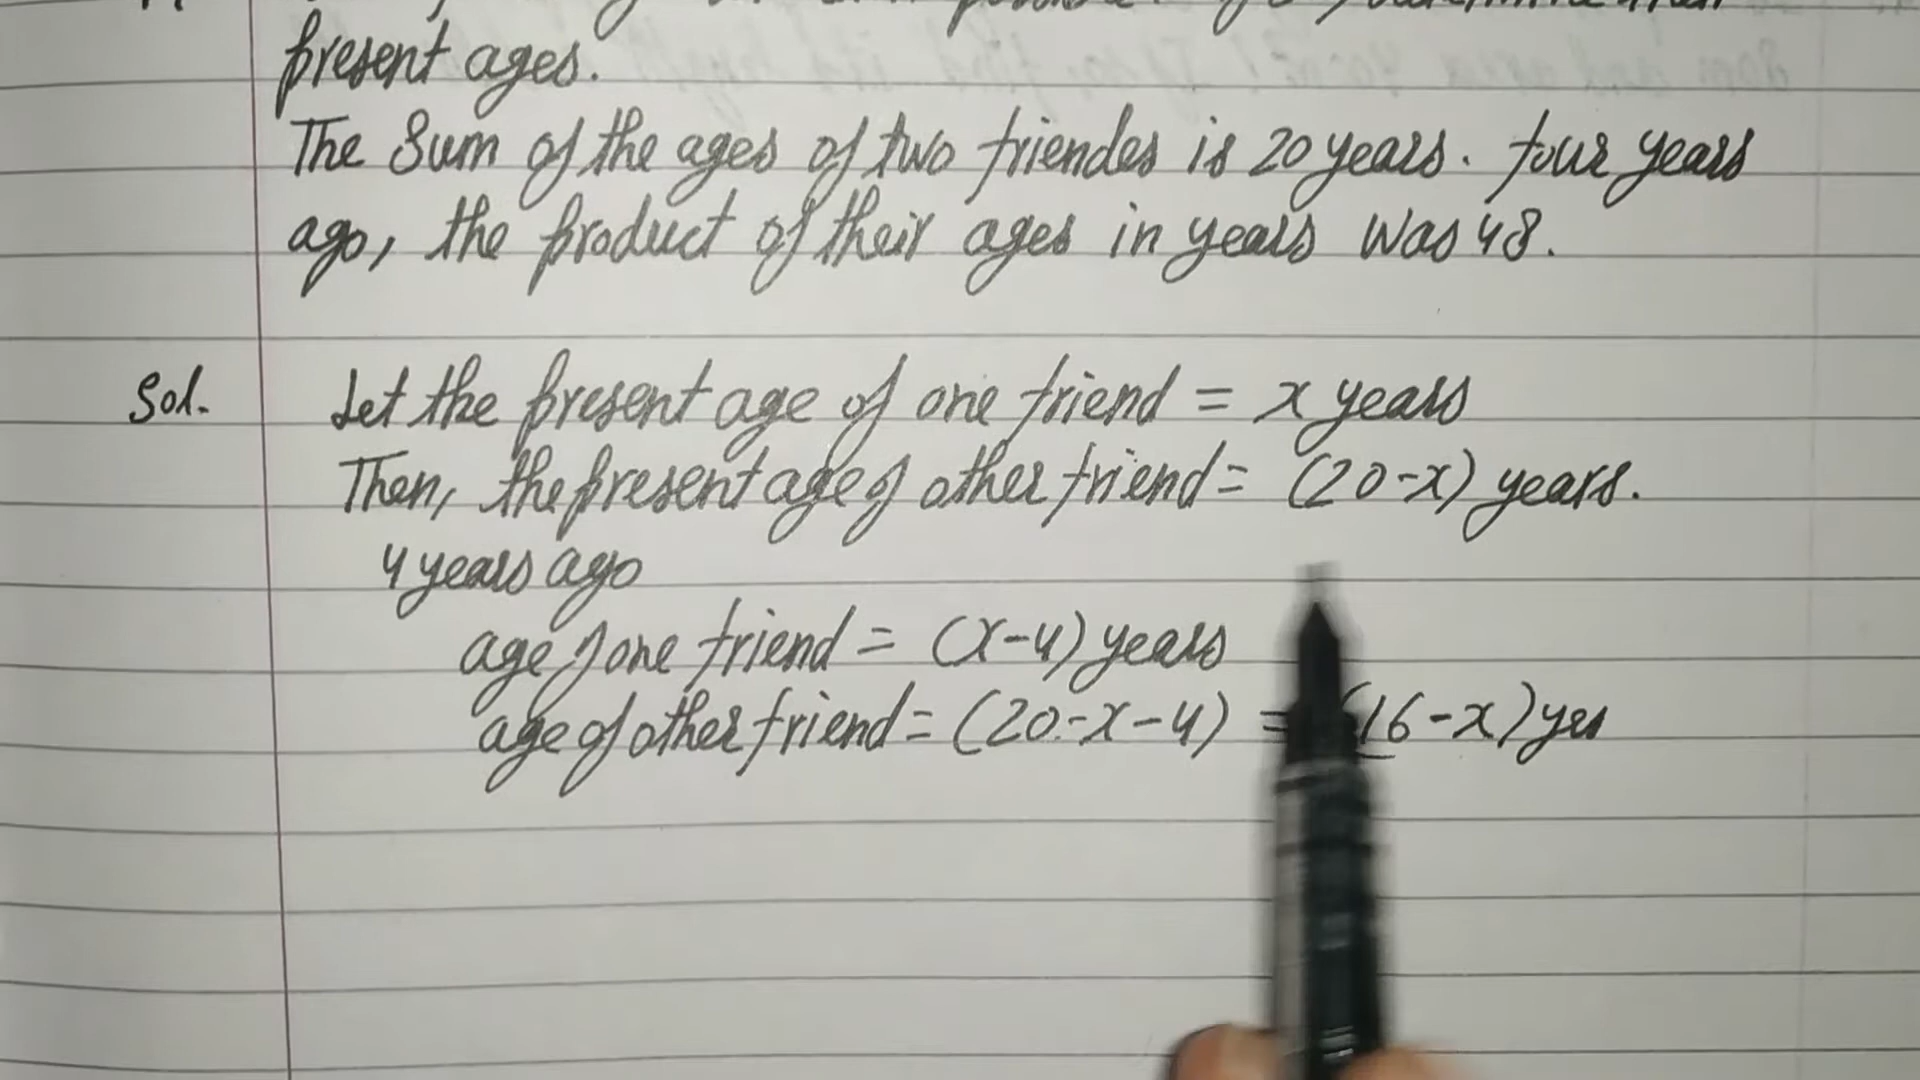 present ages.
The Sum of the ages of two friendes is 20 years. four years
ago, the product of their ages in years was 48.
Sol. Let the present age of one friend = x years
Then, the present age of other friend = (20-x) years.
4 years ago
age of one friend = (x-4) years
age of other friend = (20-x-4) = (16-x) yes